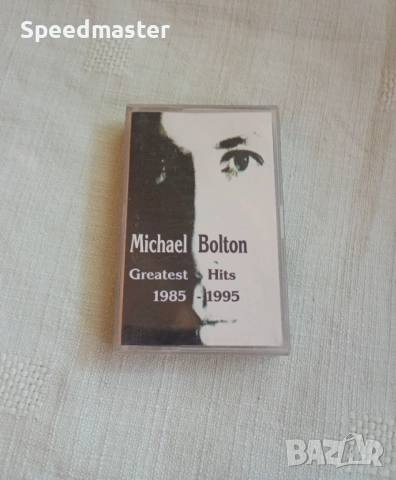 Speedmaster
Michael Bolton
Greatest - Hits
1985 - 1995
BAZAR